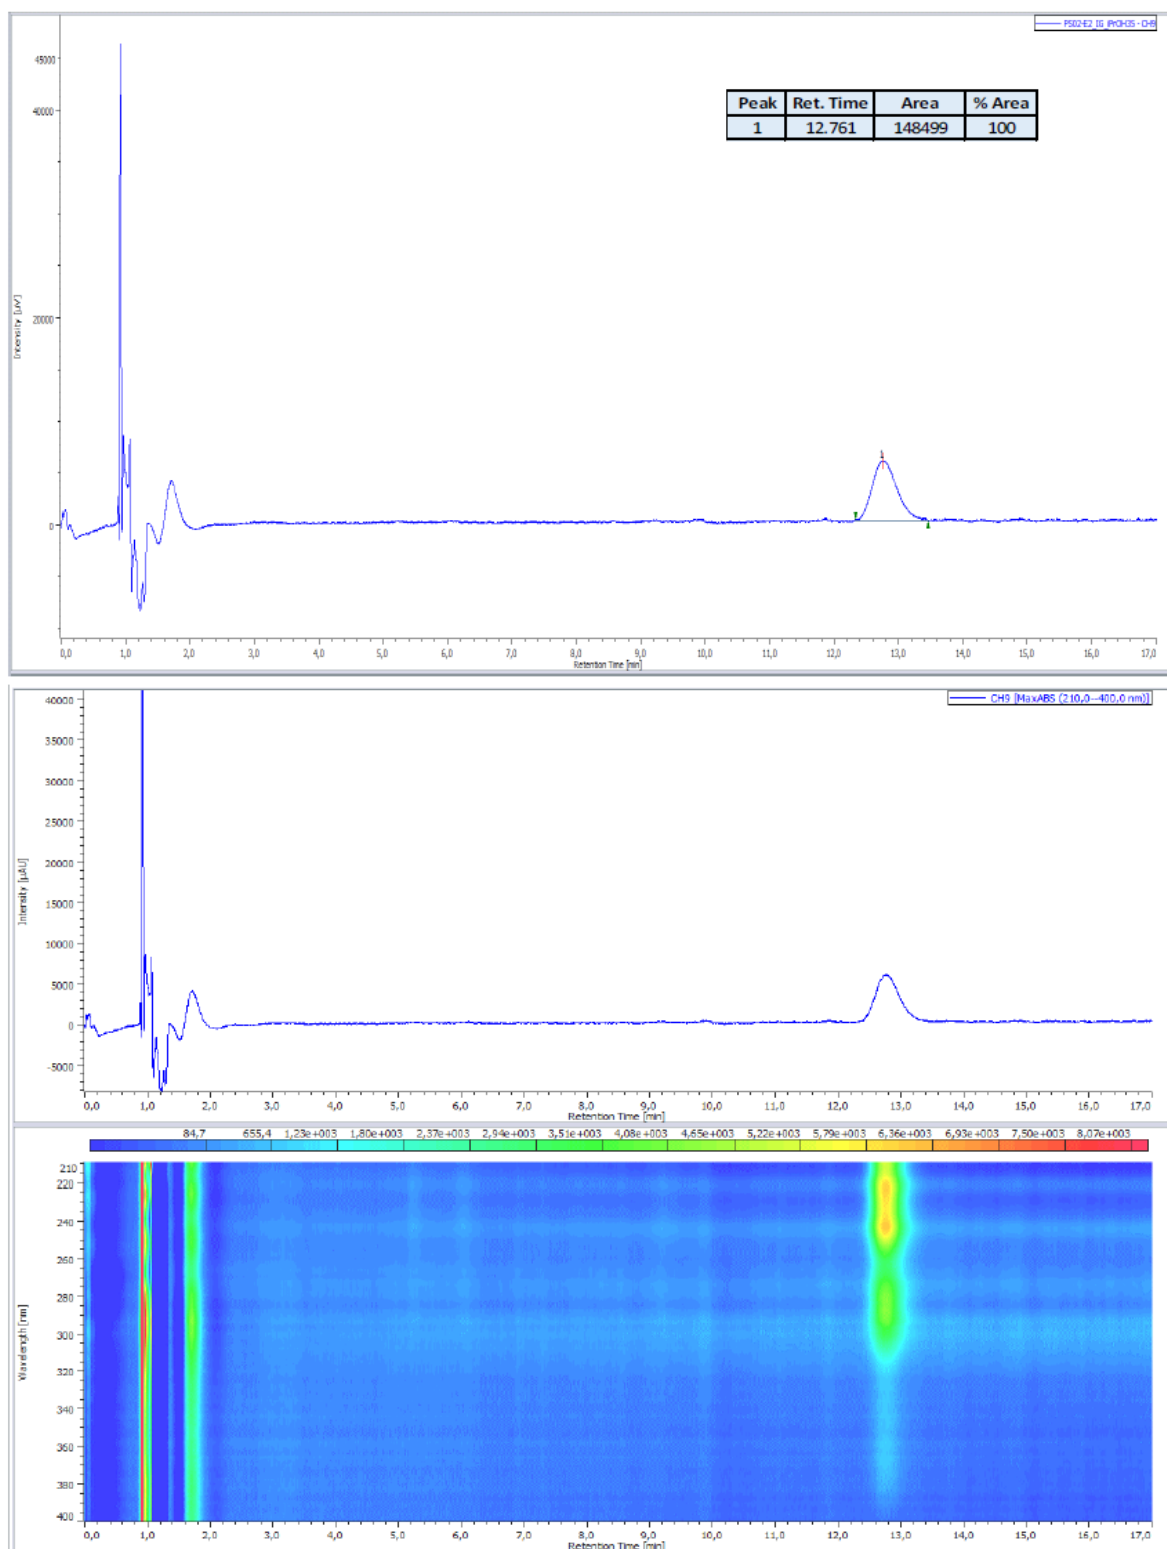 PS02-E2_IG_iPrOH35 - CH9
Peak Ret. Time Area % Area
1 12.761 148499 100
45000
40000
20000
0
Intensity [µV]
1
0,0 1,0 2,0 3,0 4,0 5,0 6,0 7,0 8,0 9,0 10,0 11,0 12,0 13,0 14,0 15,0 16,0 17,0
Retention Time [min]
CH9 [MaxABS (210,0--400,0 nm)]
40000
35000
30000
25000
20000
15000
10000
5000
0
-5000
Intensity [µAU]
0,0 1,0 2,0 3,0 4,0 5,0 6,0 7,0 8,0 9,0 10,0 11,0 12,0 13,0 14,0 15,0 16,0 17,0
Retention Time [min]
84,7 655,4 1,23e+003 1,80e+003 2,37e+003 2,94e+003 3,51e+003 4,08e+003 4,65e+003 5,22e+003 5,79e+003 6,36e+003 6,93e+003 7,50e+003 8,07e+003
210
220
240
260
280
300
320
340
360
380
400
Wavelength [nm]
0,0 1,0 2,0 3,0 4,0 5,0 6,0 7,0 8,0 9,0 10,0 11,0 12,0 13,0 14,0 15,0 16,0 17,0
Retention Time [min]